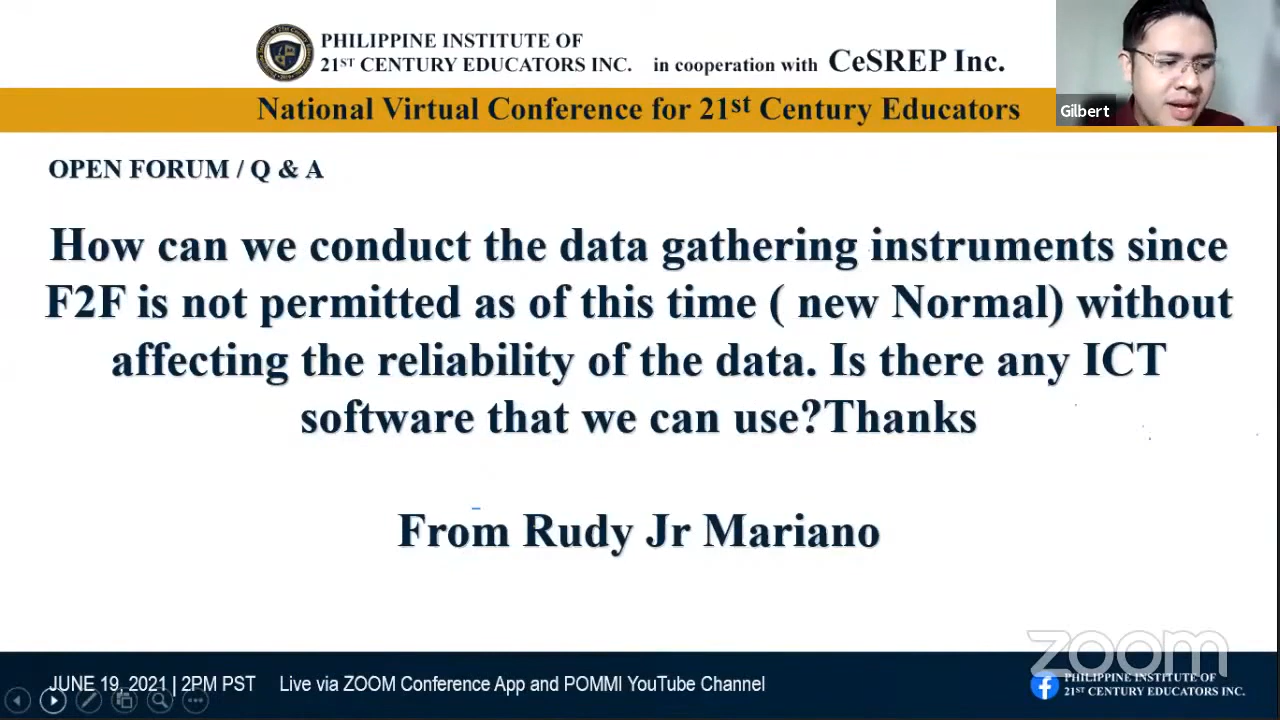 PHILIPPINE INSTITUTE OF
21ST CENTURY EDUCATORS INC. in cooperation with CeSREP Inc.
National Virtual Conference for 21st Century Educators
Gilbert
OPEN FORUM / Q & A
How can we conduct the data gathering instruments since
F2F is not permitted as of this time ( new Normal) without
affecting the reliability of the data. Is there any ICT
software that we can use?Thanks
From Rudy Jr Mariano
zoom
JUNE 19, 2021 | 2PM PST Live via ZOOM Conference App and POMMI YouTube Channel
PHILIPPINE INSTITUTE OF
21ST CENTURY EDUCATORS INC.